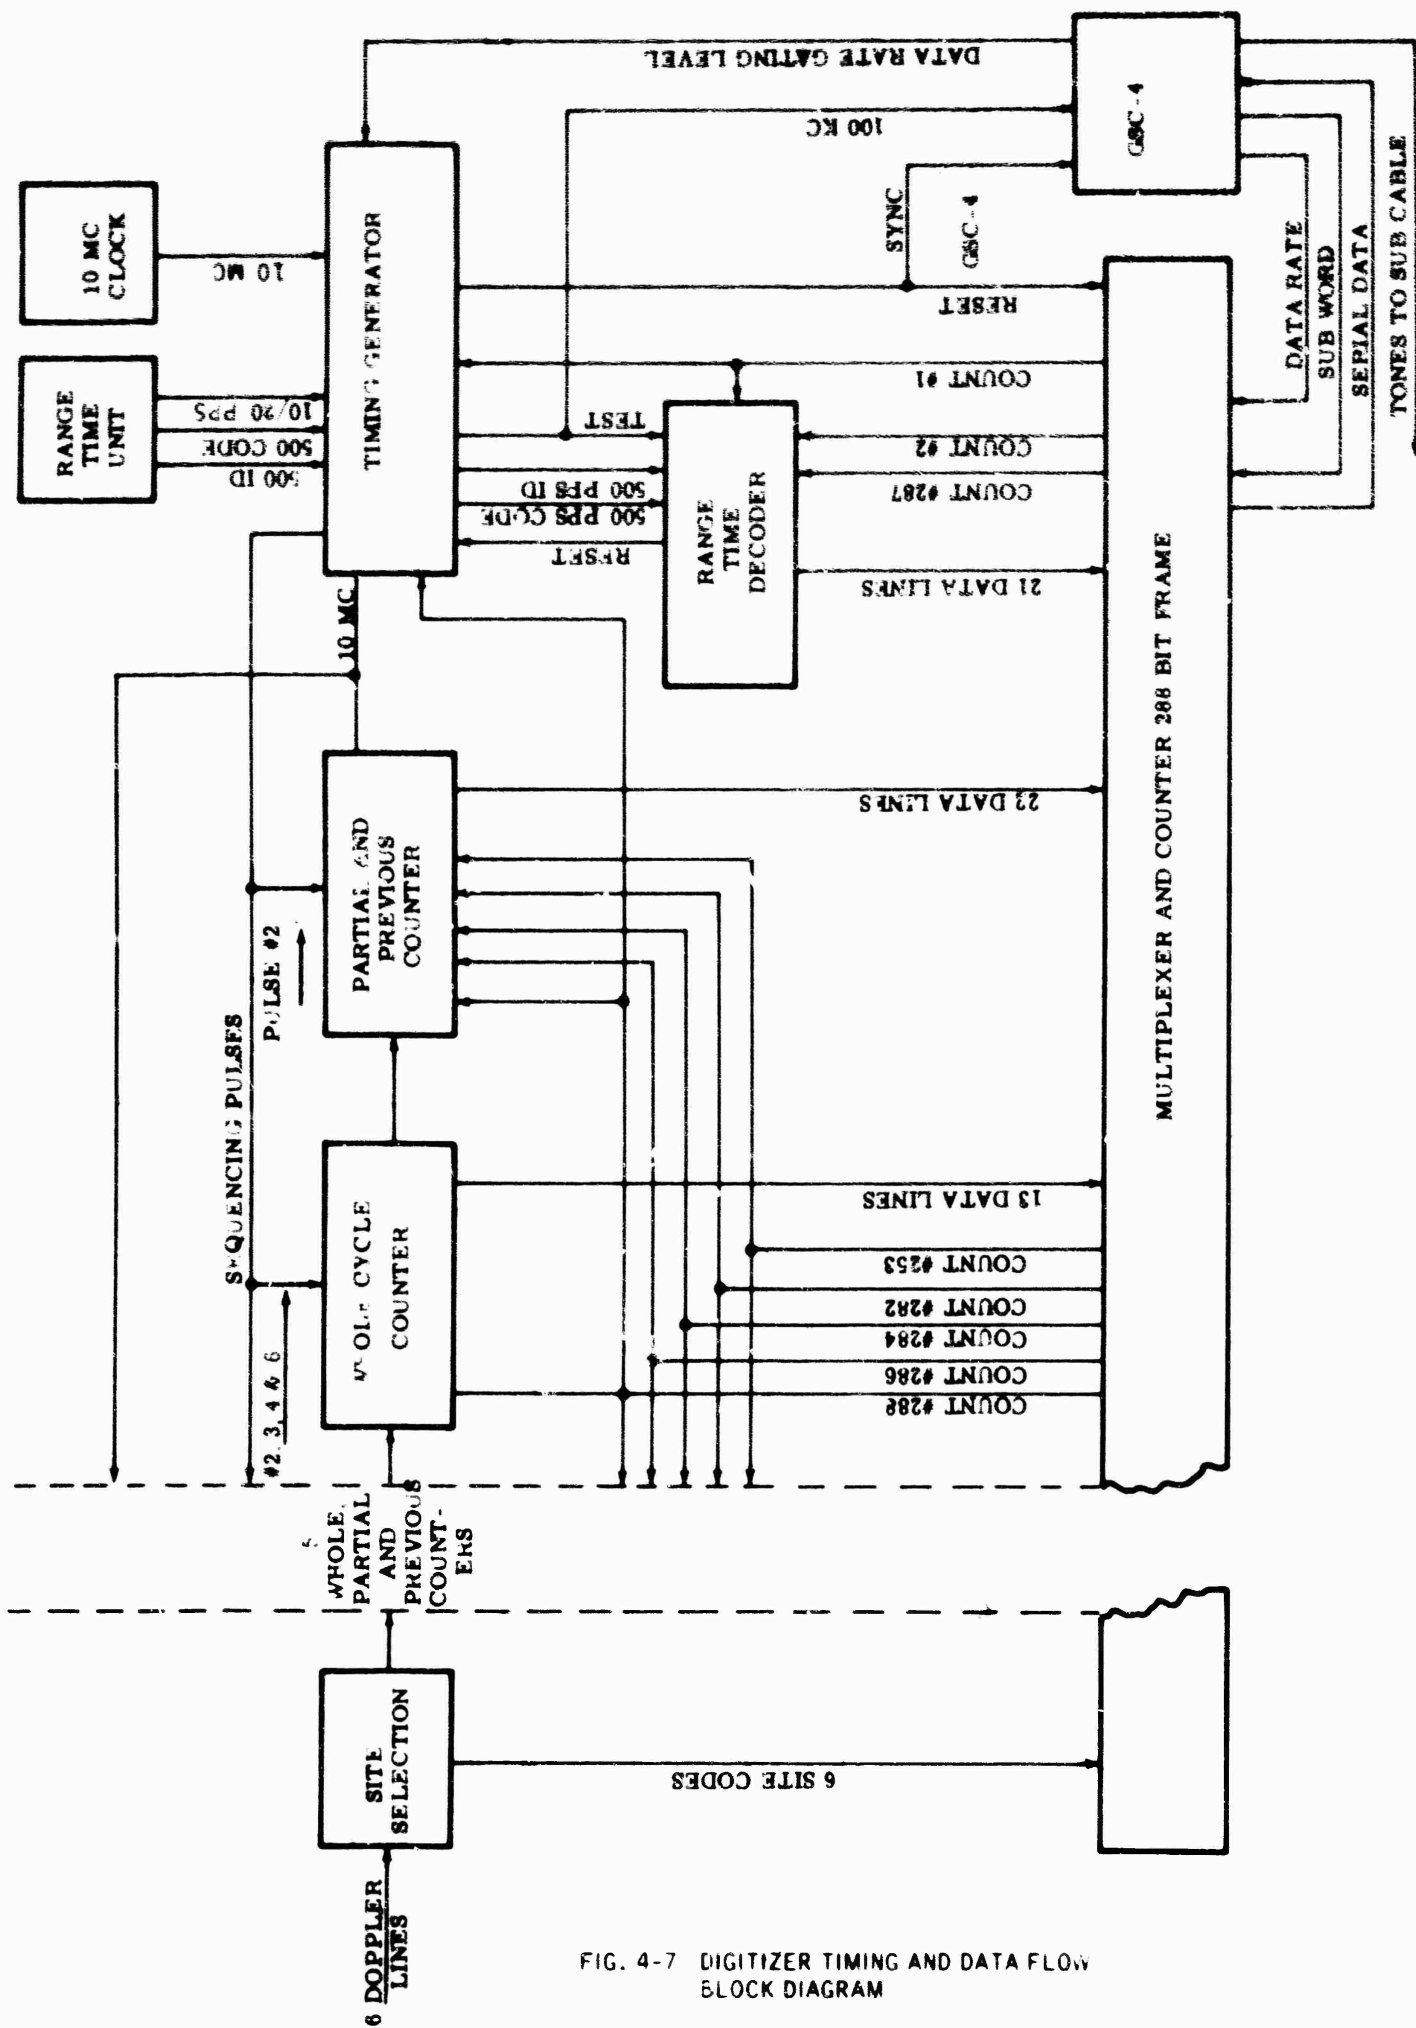 6 DOPPLER
LINES
SITE
SELECTION
6 SITE CODES
WHOLE,
PARTIAL
AND
PREVIOUS
COUNT-
ERS
#2, 3, 4 & 6
SEQUENCING PULSES
PULSE #2
CYCLE
COUNTER
PARTIAL AND
PREVIOUS
COUNTER
10 MC
RANGE
TIME
UNIT
500 ID
500 CODE
10/20 PPS
10 MC
CLOCK
10 MC
TIMING GENERATOR
RESET
500 PPS CODE
500 PPS ID
TEST
RANGE
TIME
DECODER
SYNC
GSC-4
100 KC
DATA RATE GATING LEVEL
COUNT #288
COUNT #286
COUNT #284
COUNT #282
COUNT #253
13 DATA LINES
22 DATA LINES
21 DATA LINES
COUNT #287
COUNT #2
COUNT #1
RESET
GSC-4
MULTIPLEXER AND COUNTER 288 BIT FRAME
DATA RATE
SUB WORD
SERIAL DATA
TONES TO SUB CABLE
FIG. 4-7 DIGITIZER TIMING AND DATA FLOW
BLOCK DIAGRAM